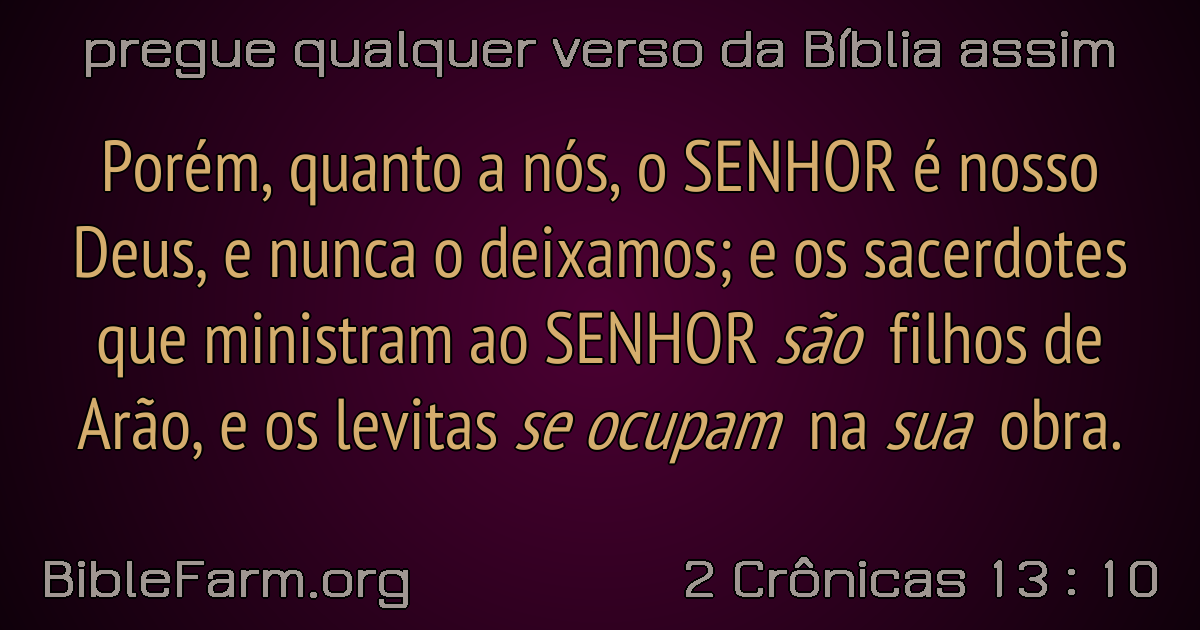 pregue qualquer verso da Bíblia assim
Porém, quanto a nós, o SENHOR é nosso
Deus, e nunca o deixamos; e os sacerdotes
que ministram ao SENHOR são filhos de
Arão, e os levitas se ocupam na sua obra.
BibleFarm.org
2 Crônicas 13 : 10